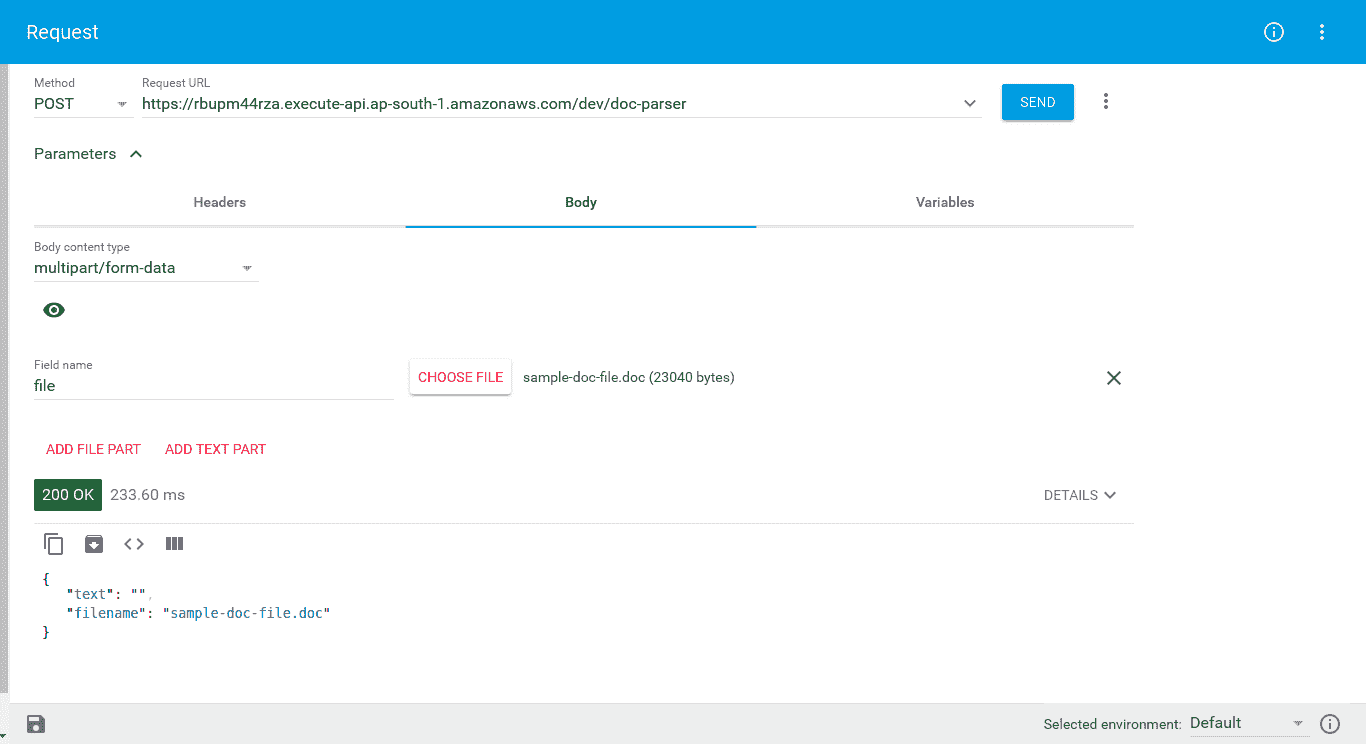 Request
Method
Request URL
POST
https://rbupm44rza.execute-api.ap-south-1.amazonaws.com/dev/doc-parser
SEND
Parameters
Headers
Body
Variables
Body content type
multipart/form-data
Field name
file
CHOOSE FILE
sample-doc-file.doc (23040 bytes)
ADD FILE PART
ADD TEXT PART
200 OK
233.60 ms
DETAILS
{
"text": "",
"filename": "sample-doc-file.doc"
}
Selected environment:
Default